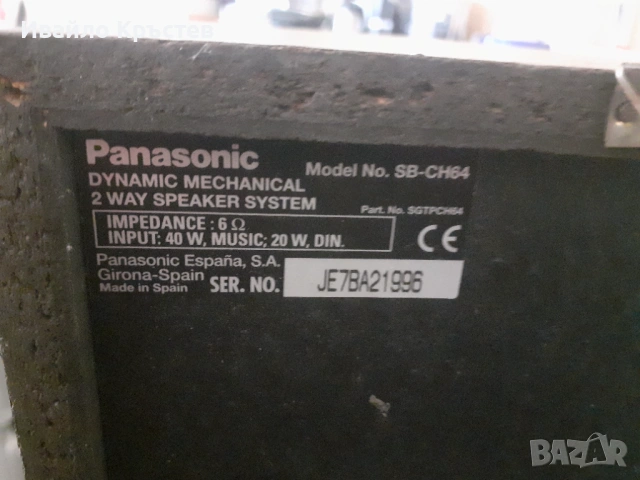 Ивайло Кръстев
Panasonic Model No. SB-CH64
DYNAMIC MECHANICAL
2 WAY SPEAKER SYSTEM Part. No. SGTPCH64
IMPEDANCE : 6 Ω
INPUT: 40 W, MUSIC; 20 W, DIN. CE
Panasonic España, S.A.
Girona-Spain
Made in Spain SER. NO. JE7BA21996
BAZAR